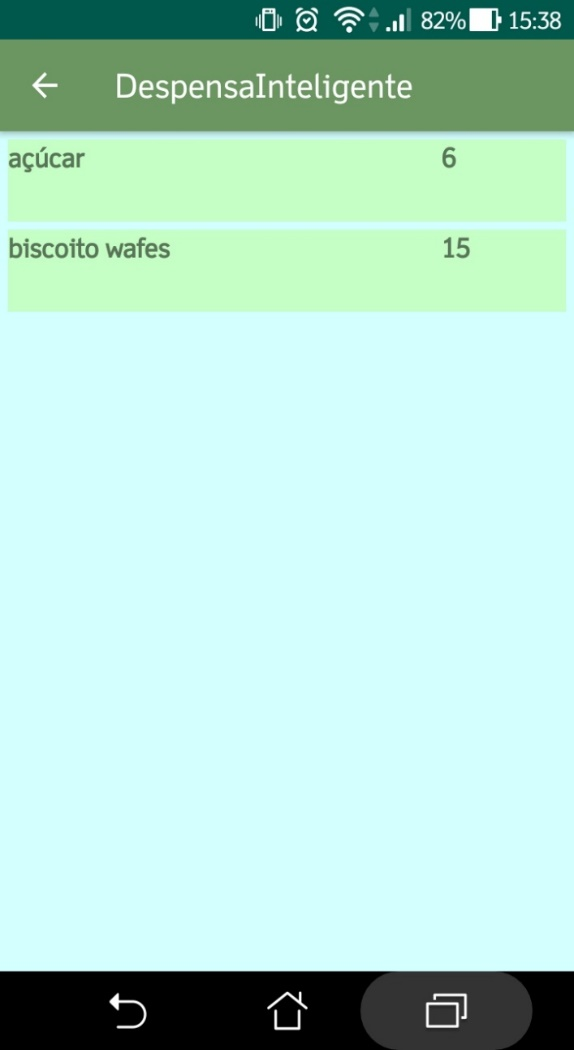 82% 15:38
DespensaInteligente
açúcar 6
biscoito wafes 15